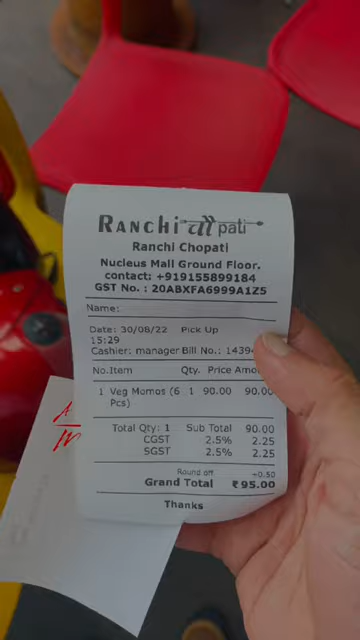 RANCHI चौ pati
Ranchi Chopati
Nucleus Mall Ground Floor.
contact: +919155899184
GST No. : 20ABXFA6999A1Z5
Name:
Date: 30/08/22 Pick Up
15:29
Cashier: manager Bill No.: 1439
No.Item Qty. Price Amou
1 Veg Momos (6 1 90.00 90.00
Pcs)
Total Qty: 1 Sub Total 90.00
CGST 2.5% 2.25
SGST 2.5% 2.25
Round off +0.50
Grand Total ₹95.00
Thanks